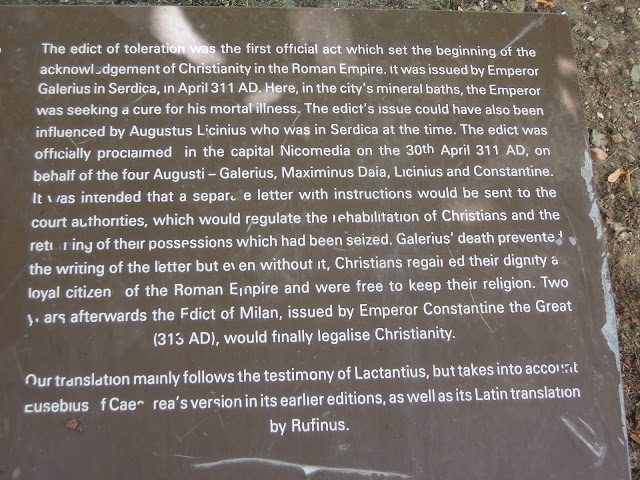 The edict of toleration was the first official act which set the beginning of the
acknowledgement of Christianity in the Roman Empire. It was issued by Emperor
Galerius in Serdica, in April 311 AD. Here, in the city's mineral baths, the Emperor
was seeking a cure for his mortal illness. The edict's issue could have also been
influenced by Augustus Licinius who was in Serdica at the time. The edict was
officially proclaimed in the capital Nicomedia on the 30th April 311 AD, on
behalf of the four Augusti – Galerius, Maximinus Daia, Licinius and Constantine.
It was intended that a separate letter with instructions would be sent to the
court authorities, which would regulate the rehabilitation of Christians and the
returning of their possessions which had been seized. Galerius' death prevented
the writing of the letter but even without it, Christians regained their dignity a
loyal citizen of the Roman Empire and were free to keep their religion. Two
years afterwards the Edict of Milan, issued by Emperor Constantine the Great
(313 AD), would finally legalise Christianity.
Our translation mainly follows the testimony of Lactantius, but takes into account
Eusebius of Caesarea's version in its earlier editions, as well as its Latin translation
by Rufinus.